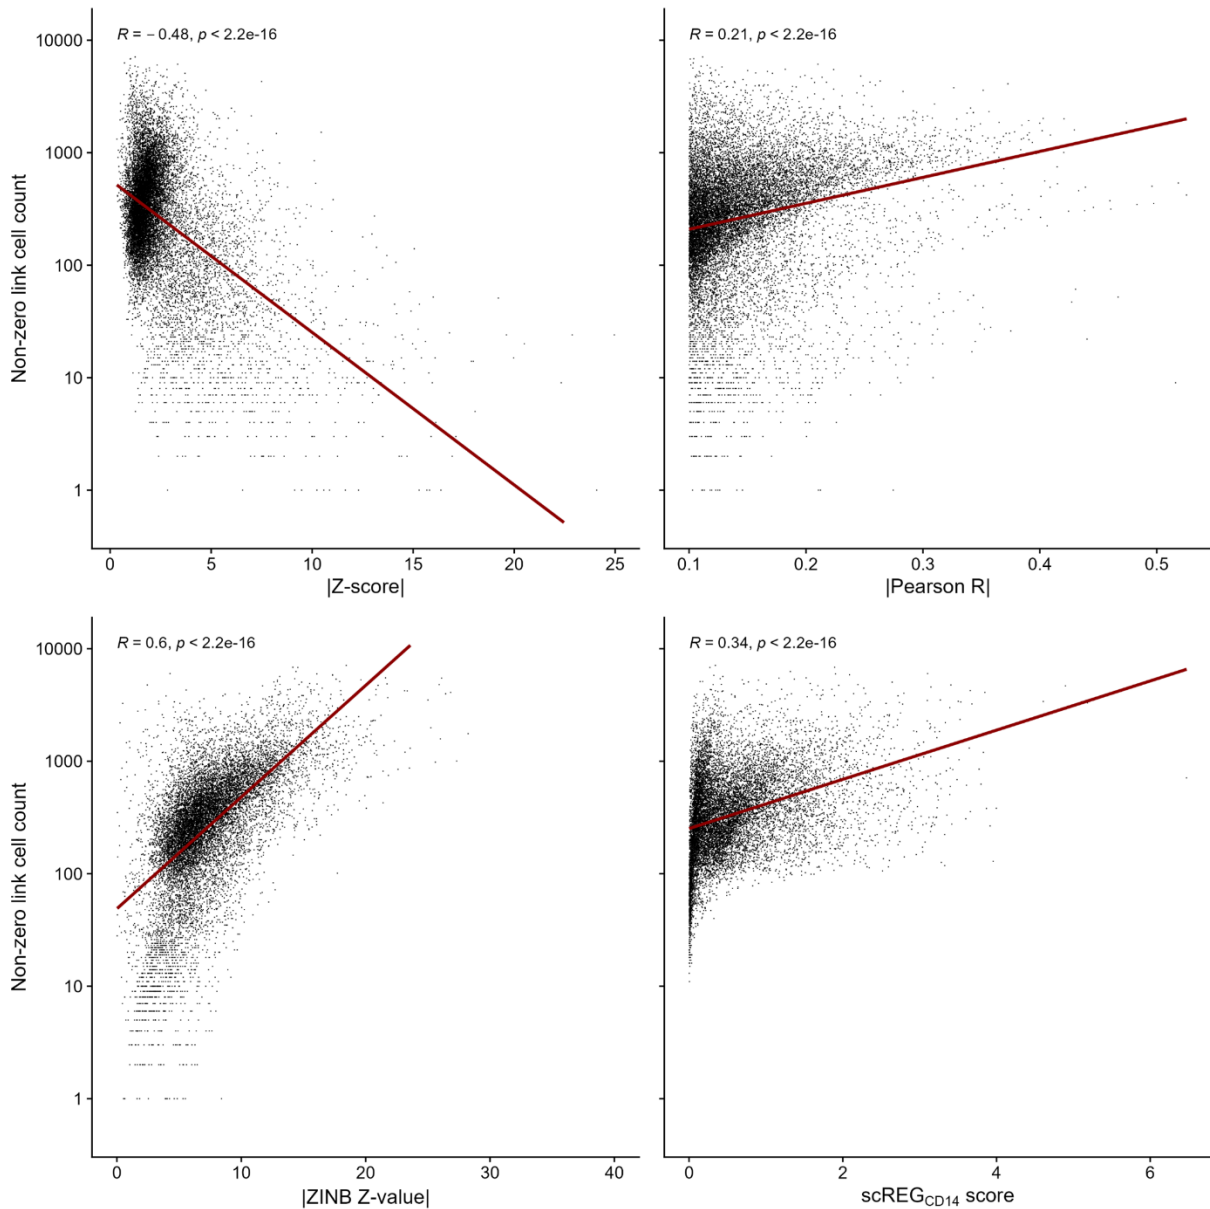 R = – 0.48, p < 2.2e-16
10000
1000
100
10
1
Non-zero link cell count
0 5 10 15 20 25
|Z-score|
R = 0.21, p < 2.2e-16
0.1 0.2 0.3 0.4 0.5
|Pearson R|
R = 0.6, p < 2.2e-16
10000
1000
100
10
1
Non-zero link cell count
0 10 20 30 40
|ZINB Z-value|
R = 0.34, p < 2.2e-16
0 2 4 6
scREG_CD14 score